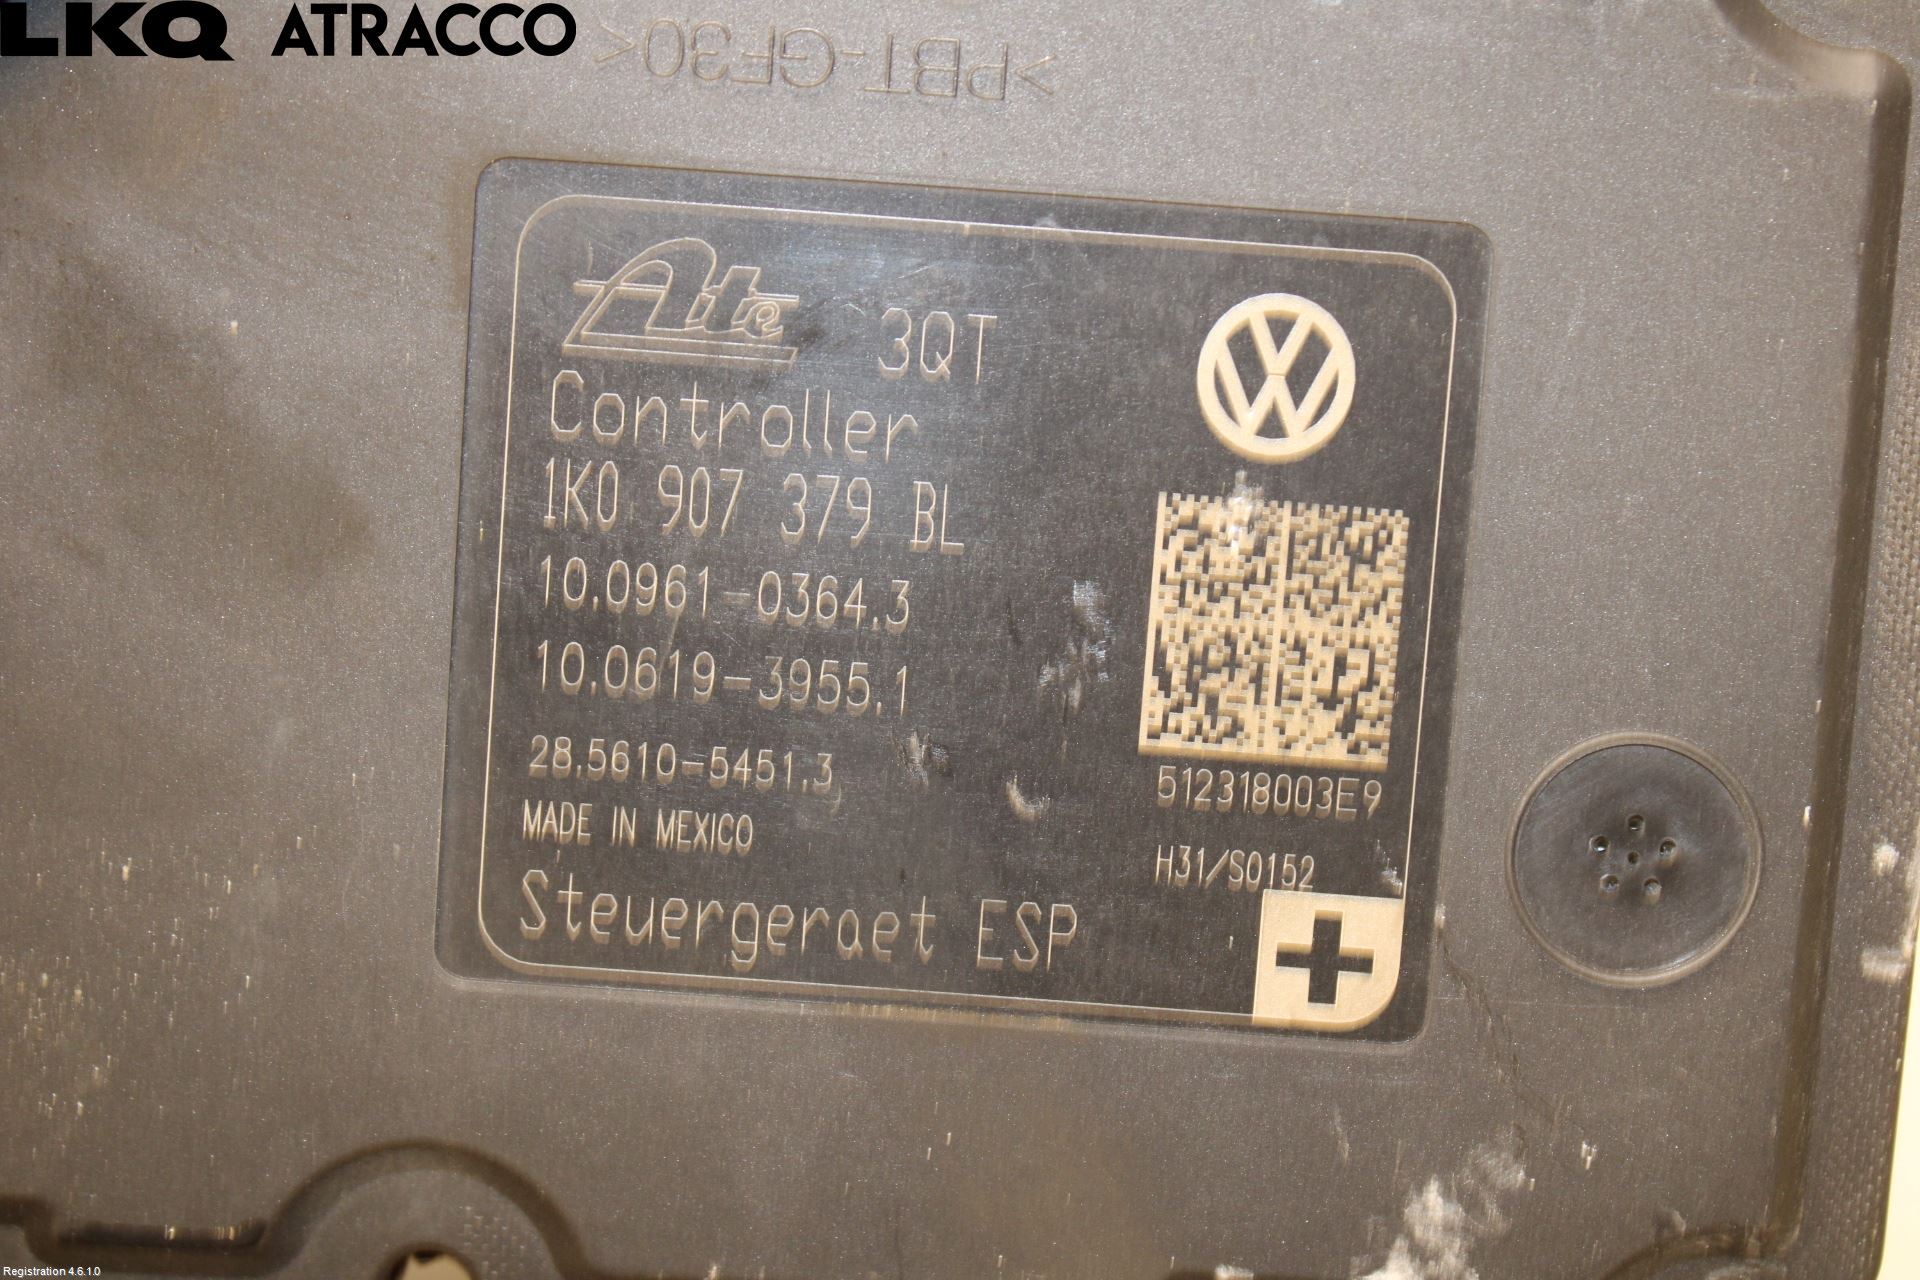 LKQ ATRACCO
>PBT-GF30<
Ate 3QT
Controller
1K0 907 379 BL
10.0961-0364.3
10.0619-3955.1
28.5610-5451.3
MADE IN MEXICO
Steuergeraet ESP
512318003E9
H31/S0152
Registration 4.6.1.0